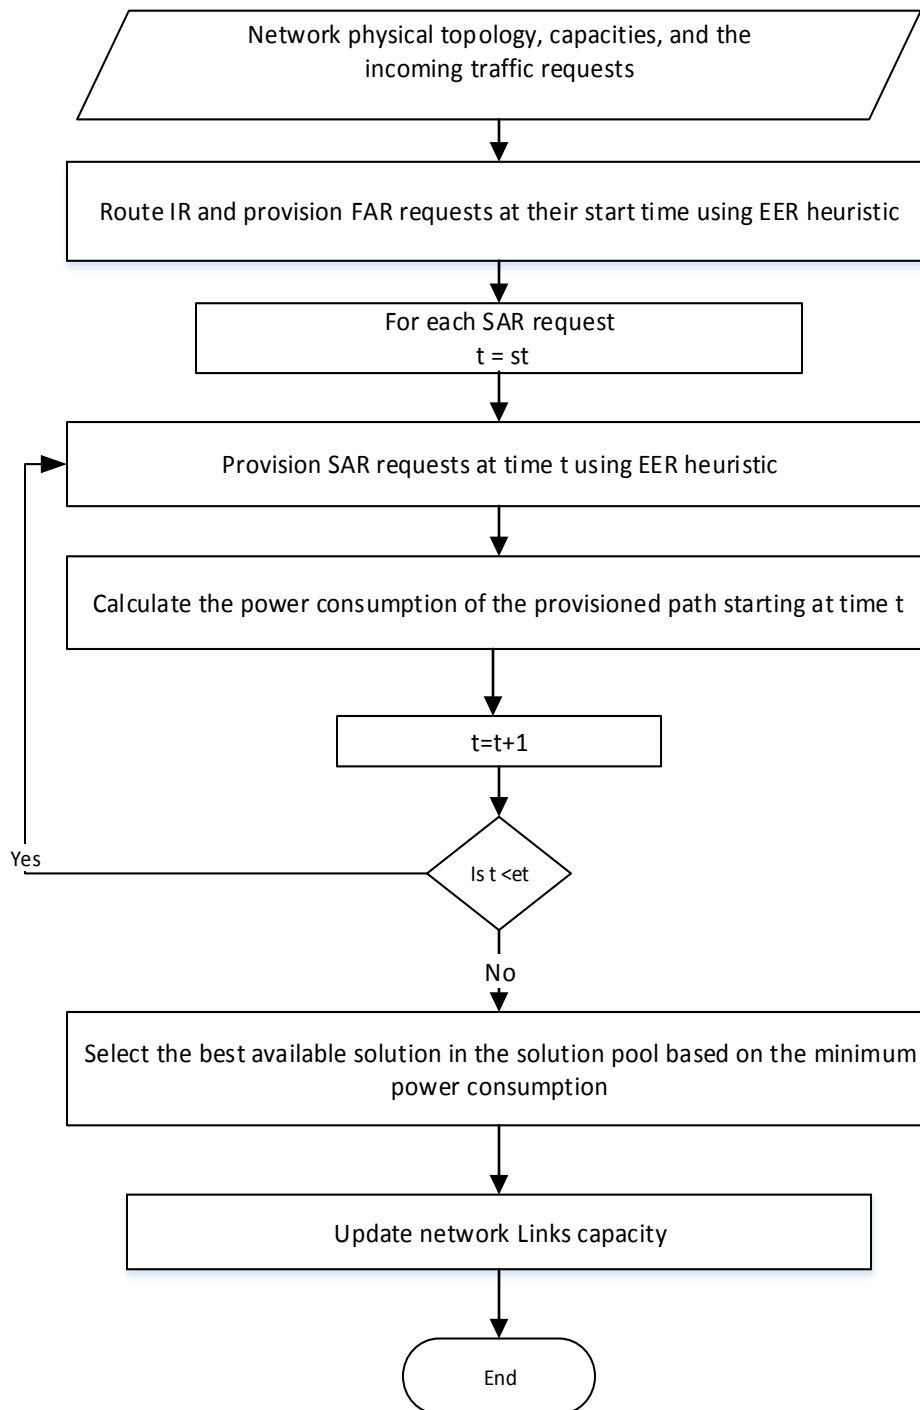 Network physical topology, capacities, and the
incoming traffic requests
Route IR and provision FAR requests at their start time using EER heuristic
For each SAR request
t = st
Provision SAR requests at time t using EER heuristic
Calculate the power consumption of the provisioned path starting at time t
t=t+1
Is t <et
Yes
No
Select the best available solution in the solution pool based on the minimum
power consumption
Update network Links capacity
End